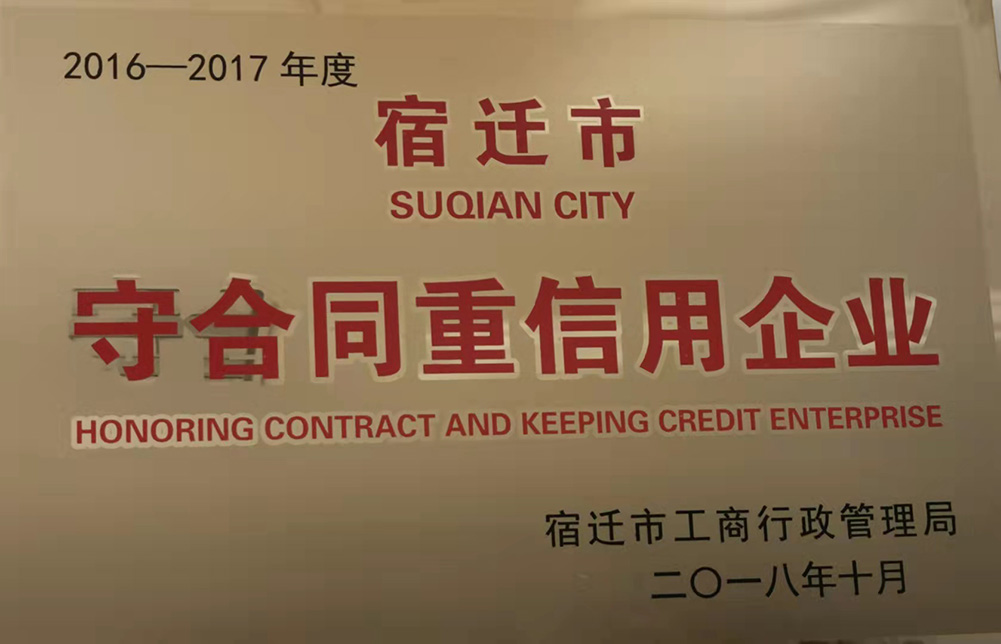 2016—2017 年度
宿迁市
SUQIAN CITY
守合同重信用企业
HONORING CONTRACT AND KEEPING CREDIT ENTERPRISE
宿迁市工商行政管理局
二〇一八年十月